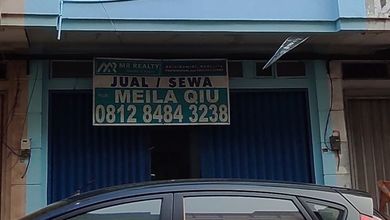 MR REALTY
JUAL / SEWA
MEILA QIU
0812 8484 3238